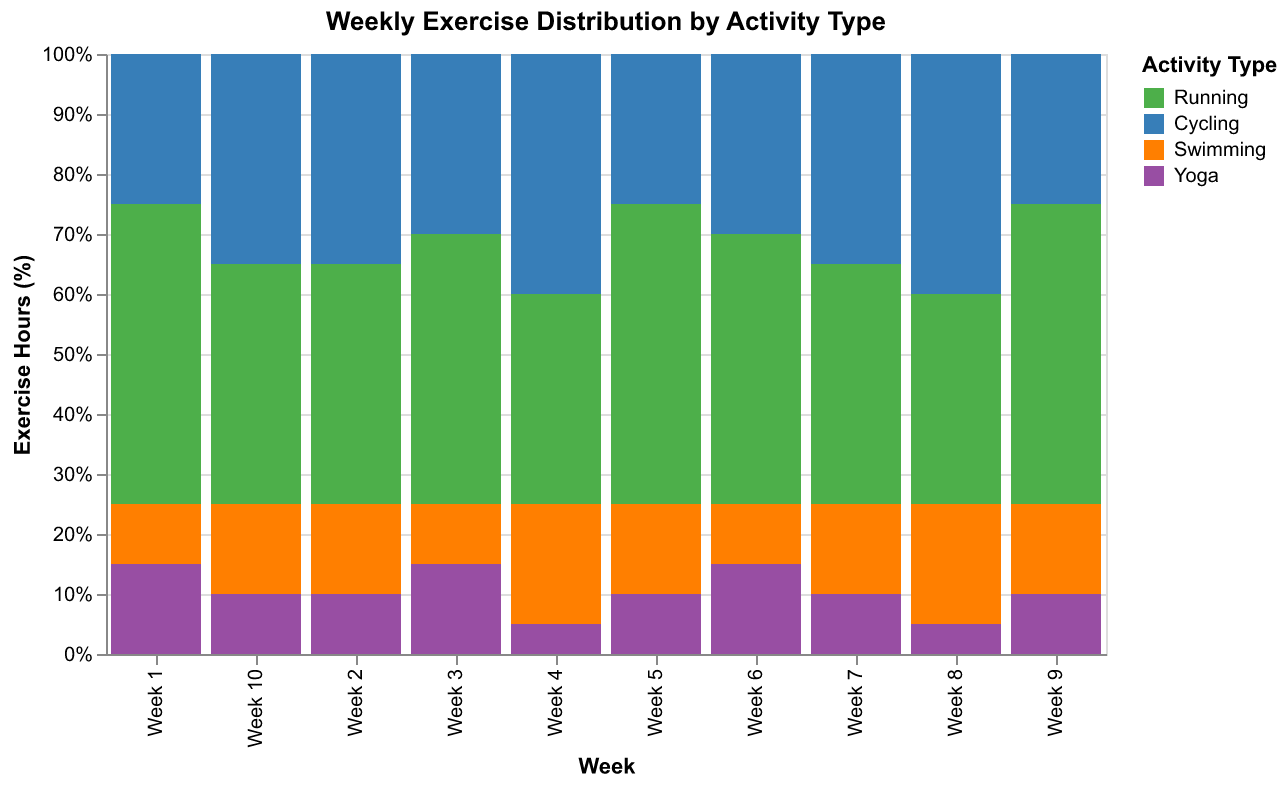 Weekly Exercise Distribution by Activity Type
Activity Type
Running
Cycling
Swimming
Yoga
Exercise Hours (%)
100%
90%
80%
70%
60%
50%
40%
30%
20%
10%
0%
Week 1
Week 10
Week 2
Week 3
Week 4
Week 5
Week 6
Week 7
Week 8
Week 9
Week